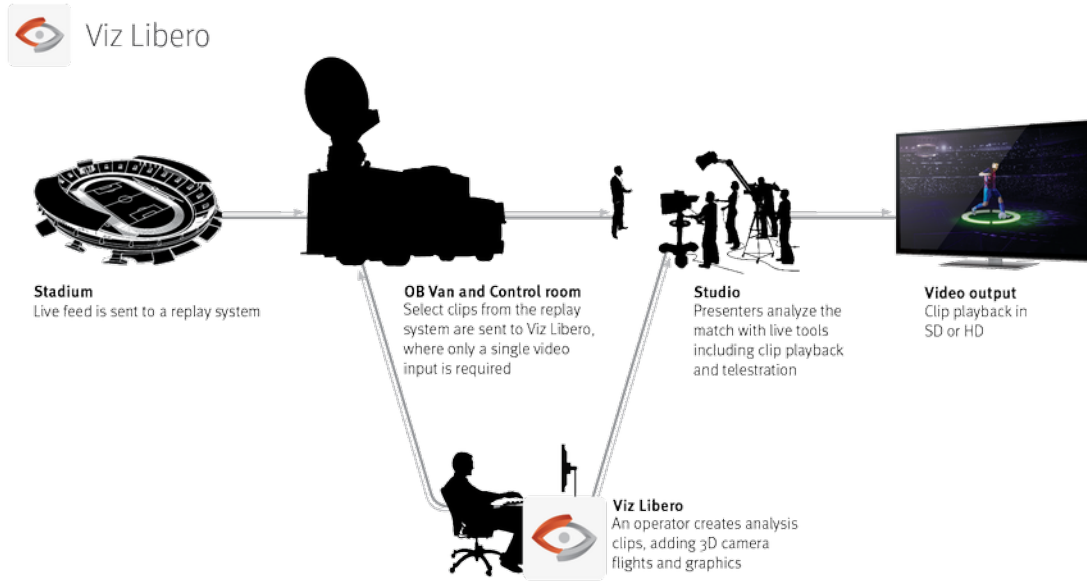 Viz Libero
Stadium
Live feed is sent to a replay system
OB Van and Control room
Select clips from the replay
system are sent to Viz Libero,
where only a single video
input is required
Studio
Presenters analyze the
match with live tools
including clip playback
and telestration
Video output
Clip playback in
SD or HD
Viz Libero
An operator creates analysis
clips, adding 3D camera
flights and graphics